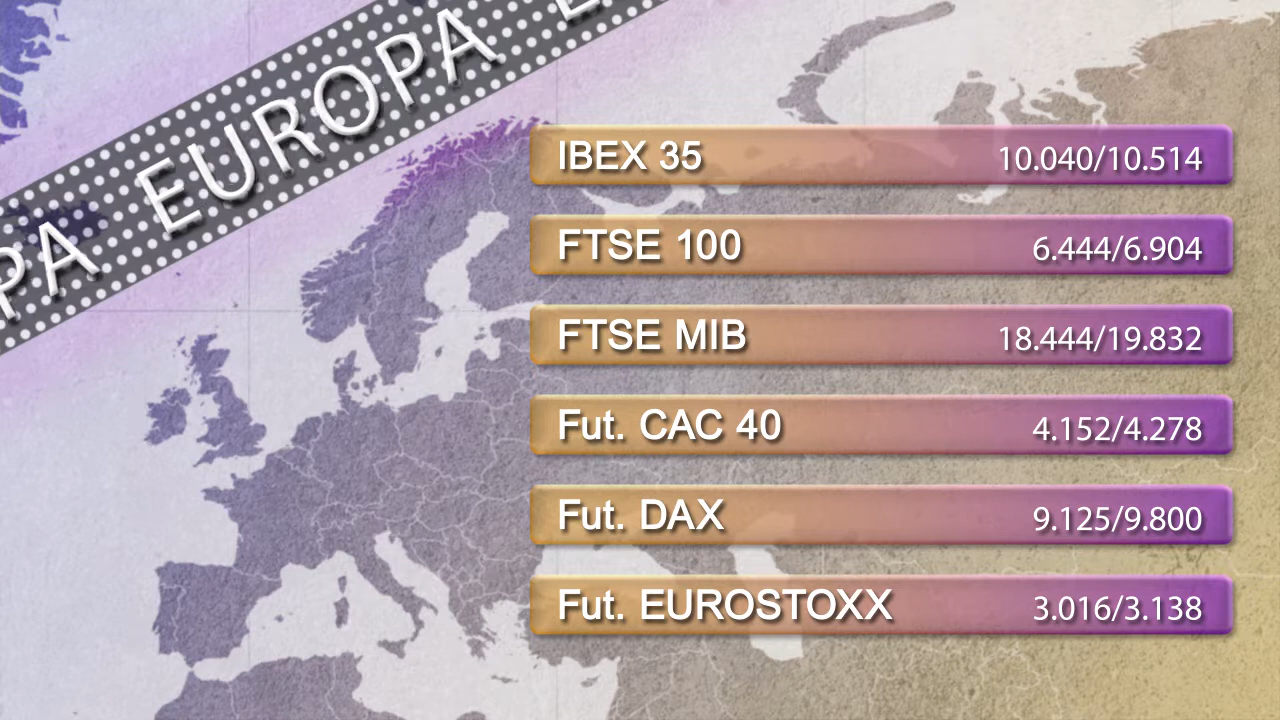 PA EUROPA E
IBEX 35 10.040/10.514
FTSE 100 6.444/6.904
FTSE MIB 18.444/19.832
Fut. CAC 40 4.152/4.278
Fut. DAX 9.125/9.800
Fut. EUROSTOXX 3.016/3.138